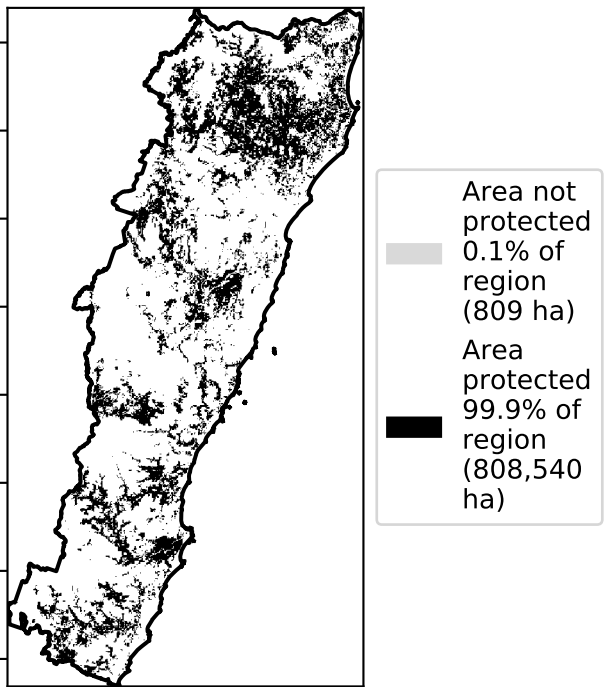 Area not
protected
0.1% of
region
(809 ha)
Area
protected
99.9% of
region
(808,540
ha)